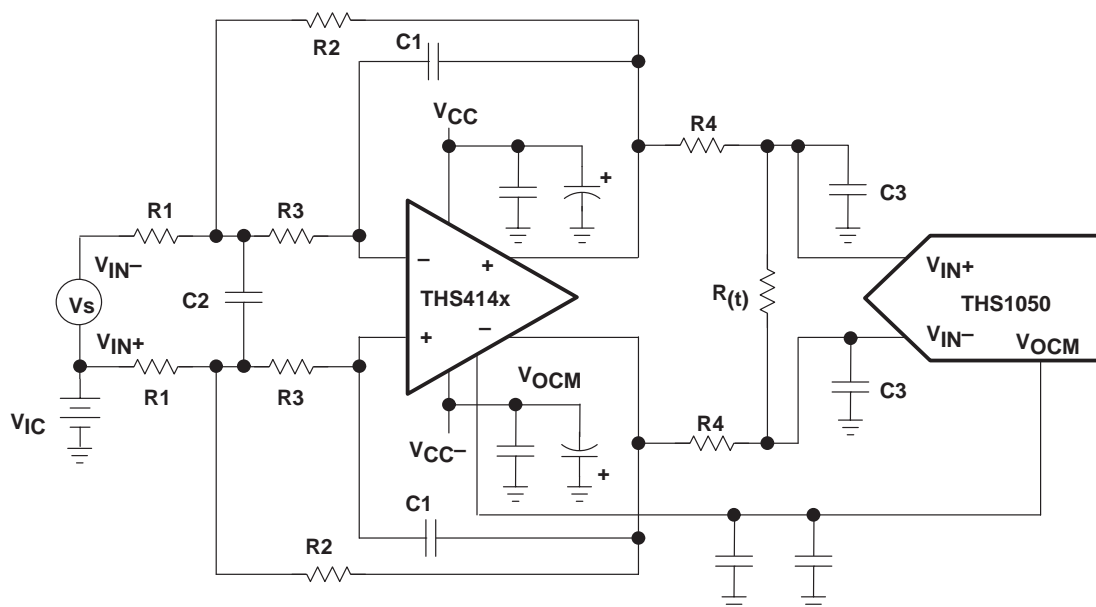 R2
C1
VCC
R4
+
C3
R1
R3
VIN−
− +
VIN+
Vs
C2
THS414x
R(t)
THS1050
VIN+
+ −
VIN−
VOCM
R1
R3
VOCM
C3
VIC
R4
VCC−
+
C1
R2